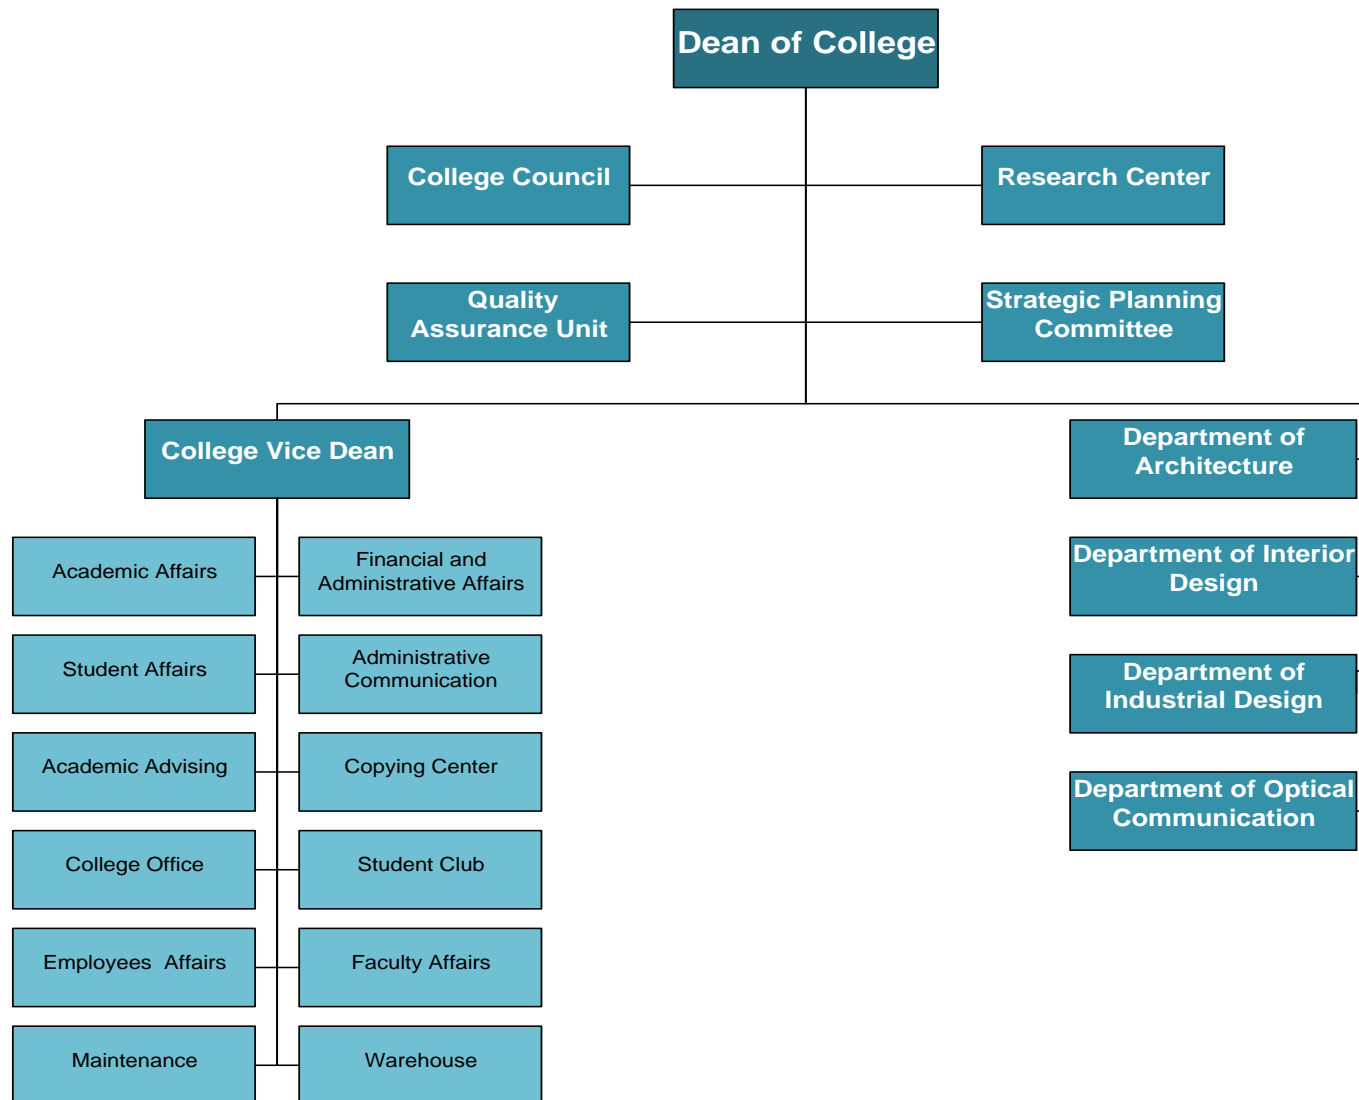 Dean of College
College Council
Research Center
Quality
Assurance Unit
Strategic Planning
Committee
College Vice Dean
Department of
Architecture
Academic Affairs
Financial and
Administrative Affairs
Department of Interior
Design
Student Affairs
Administrative
Communication
Department of
Industrial Design
Academic Advising
Copying Center
Department of Optical
Communication
College Office
Student Club
Employees  Affairs
Faculty Affairs
Maintenance
Warehouse